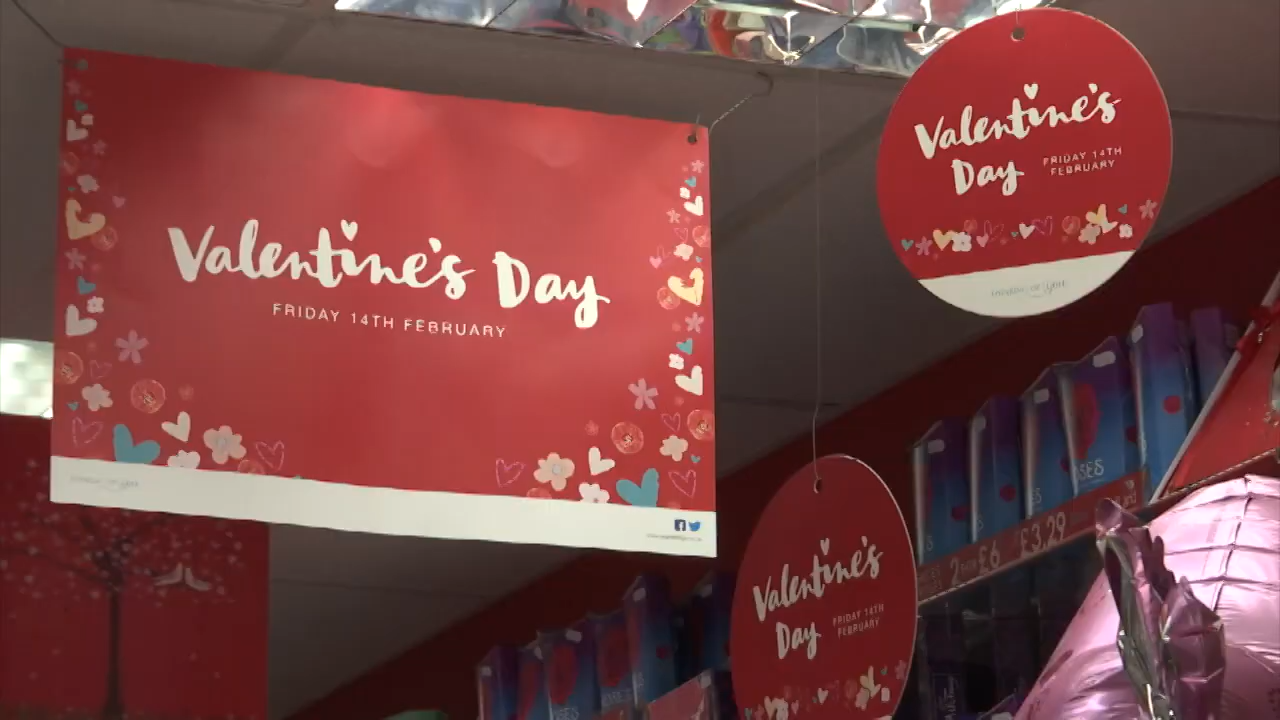 Valentine's Day
FRIDAY 14TH FEBRUARY
Valentine's
Day
FRIDAY 14TH
FEBRUARY
Valentine's
Day
FRIDAY 14TH
FEBRUARY
2 £6
£3.29